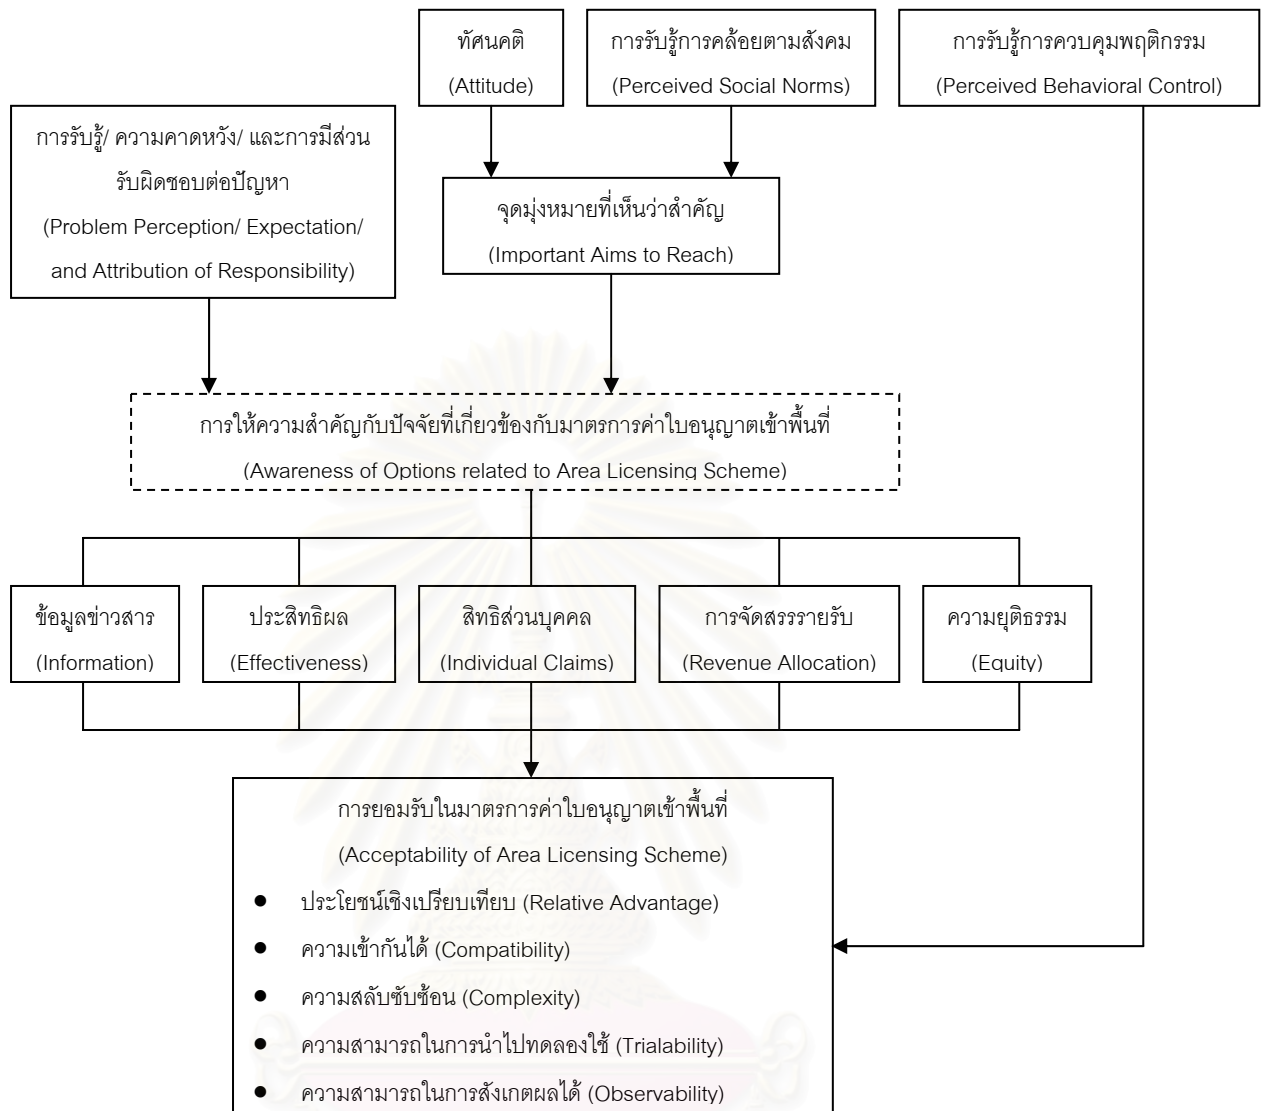 ทัศนคติ
(Attitude)
การรับรู้การคล้อยตามสังคม
(Perceived Social Norms)
การรับรู้การควบคุมพฤติกรรม
(Perceived Behavioral Control)
การรับรู้/ ความคาดหวัง/ และการมีส่วน
รับผิดชอบต่อปัญหา
(Problem Perception/ Expectation/
and Attribution of Responsibility)
จุดมุ่งหมายที่เห็นว่าสำคัญ
(Important Aims to Reach)
การให้ความสำคัญกับปัจจัยที่เกี่ยวข้องกับมาตรการค่าใบอนุญาตเข้าพื้นที่
(Awareness of Options related to Area Licensing Scheme)
ข้อมูลข่าวสาร
(Information)
ประสิทธิผล
(Effectiveness)
สิทธิส่วนบุคคล
(Individual Claims)
การจัดสรรรายรับ
(Revenue Allocation)
ความยุติธรรม
(Equity)
การยอมรับในมาตรการค่าใบอนุญาตเข้าพื้นที่
(Acceptability of Area Licensing Scheme)
● ประโยชน์เชิงเปรียบเทียบ (Relative Advantage)
● ความเข้ากันได้ (Compatibility)
● ความสลับซับซ้อน (Complexity)
● ความสามารถในการนำไปทดลองใช้ (Trialability)
● ความสามารถในการสังเกตผลได้ (Observability)